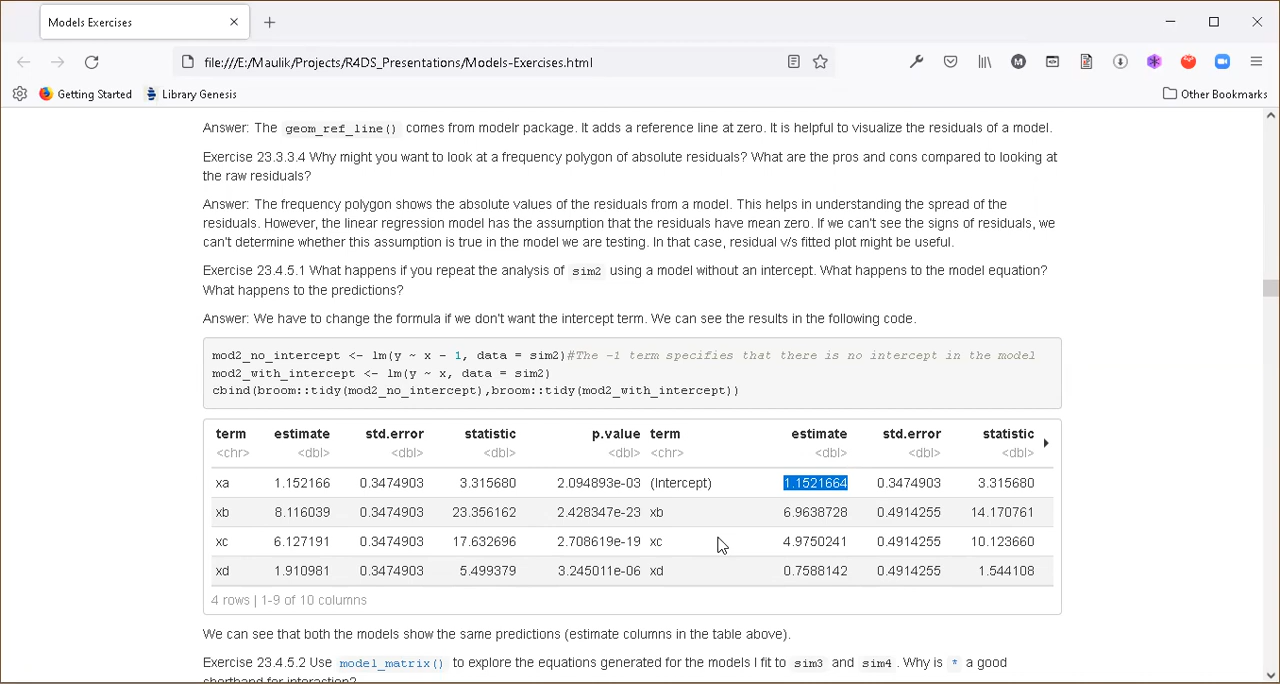 Models Exercises
file:///E:/Maulik/Projects/R4DS_Presentations/Models-Exercises.html
Getting Started Library Genesis Other Bookmarks
Answer: The geom_ref_line() comes from modelr package. It adds a reference line at zero. It is helpful to visualize the residuals of a model.
Exercise 23.3.3.4 Why might you want to look at a frequency polygon of absolute residuals? What are the pros and cons compared to looking at
the raw residuals?
Answer: The frequency polygon shows the absolute values of the residuals from a model. This helps in understanding the spread of the
residuals. However, the linear regression model has the assumption that the residuals have mean zero. If we can't see the signs of residuals, we
can't determine whether this assumption is true in the model we are testing. In that case, residual v/s fitted plot might be useful.
Exercise 23.4.5.1 What happens if you repeat the analysis of sim2 using a model without an intercept. What happens to the model equation?
What happens to the predictions?
Answer: We have to change the formula if we don't want the intercept term. We can see the results in the following code.
mod2_no_intercept <- lm(y ~ x - 1, data = sim2)#The -1 term specifies that there is no intercept in the model
mod2_with_intercept <- lm(y ~ x, data = sim2)
cbind(broom::tidy(mod2_no_intercept),broom::tidy(mod2_with_intercept))
term estimate std.error statistic p.value term estimate std.error statistic
<chr> <dbl> <dbl> <dbl> <dbl> <chr> <dbl> <dbl> <dbl>
xa 1.152166 0.3474903 3.315680 2.094893e-03 (Intercept) 1.1521664 0.3474903 3.315680
xb 8.116039 0.3474903 23.356162 2.428347e-23 xb 6.9638728 0.4914255 14.170761
xc 6.127191 0.3474903 17.632696 2.708619e-19 xc 4.9750241 0.4914255 10.123660
xd 1.910981 0.3474903 5.499379 3.245011e-06 xd 0.7588142 0.4914255 1.544108
4 rows | 1-9 of 10 columns
We can see that both the models show the same predictions (estimate columns in the table above).
Exercise 23.4.5.2 Use model_matrix() to explore the equations generated for the models I fit to sim3 and sim4 . Why is * a good
shorthand for interaction?